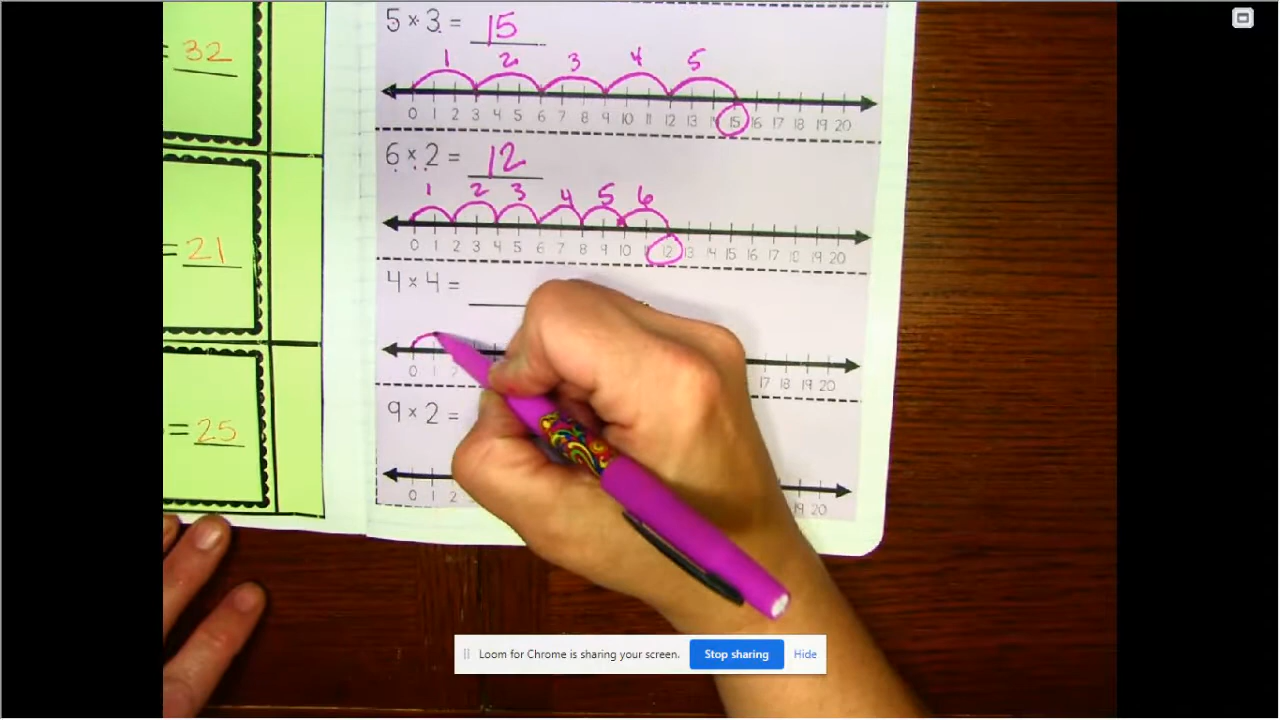 = 32
5 × 3 = 15
1 2 3 4 5
0 1 2 3 4 5 6 7 8 9 10 11 12 13 14 15 16 17 18 19 20
6 × 2 = 12
1 2 3 4 5 6
0 1 2 3 4 5 6 7 8 9 10 11 12 13 14 15 16 17 18 19 20
= 21
4 × 4 =
0 1 2 17 18 19 20
9 × 2 =
= 25
0 1 2 19 20
Loom for Chrome is sharing your screen. Stop sharing Hide